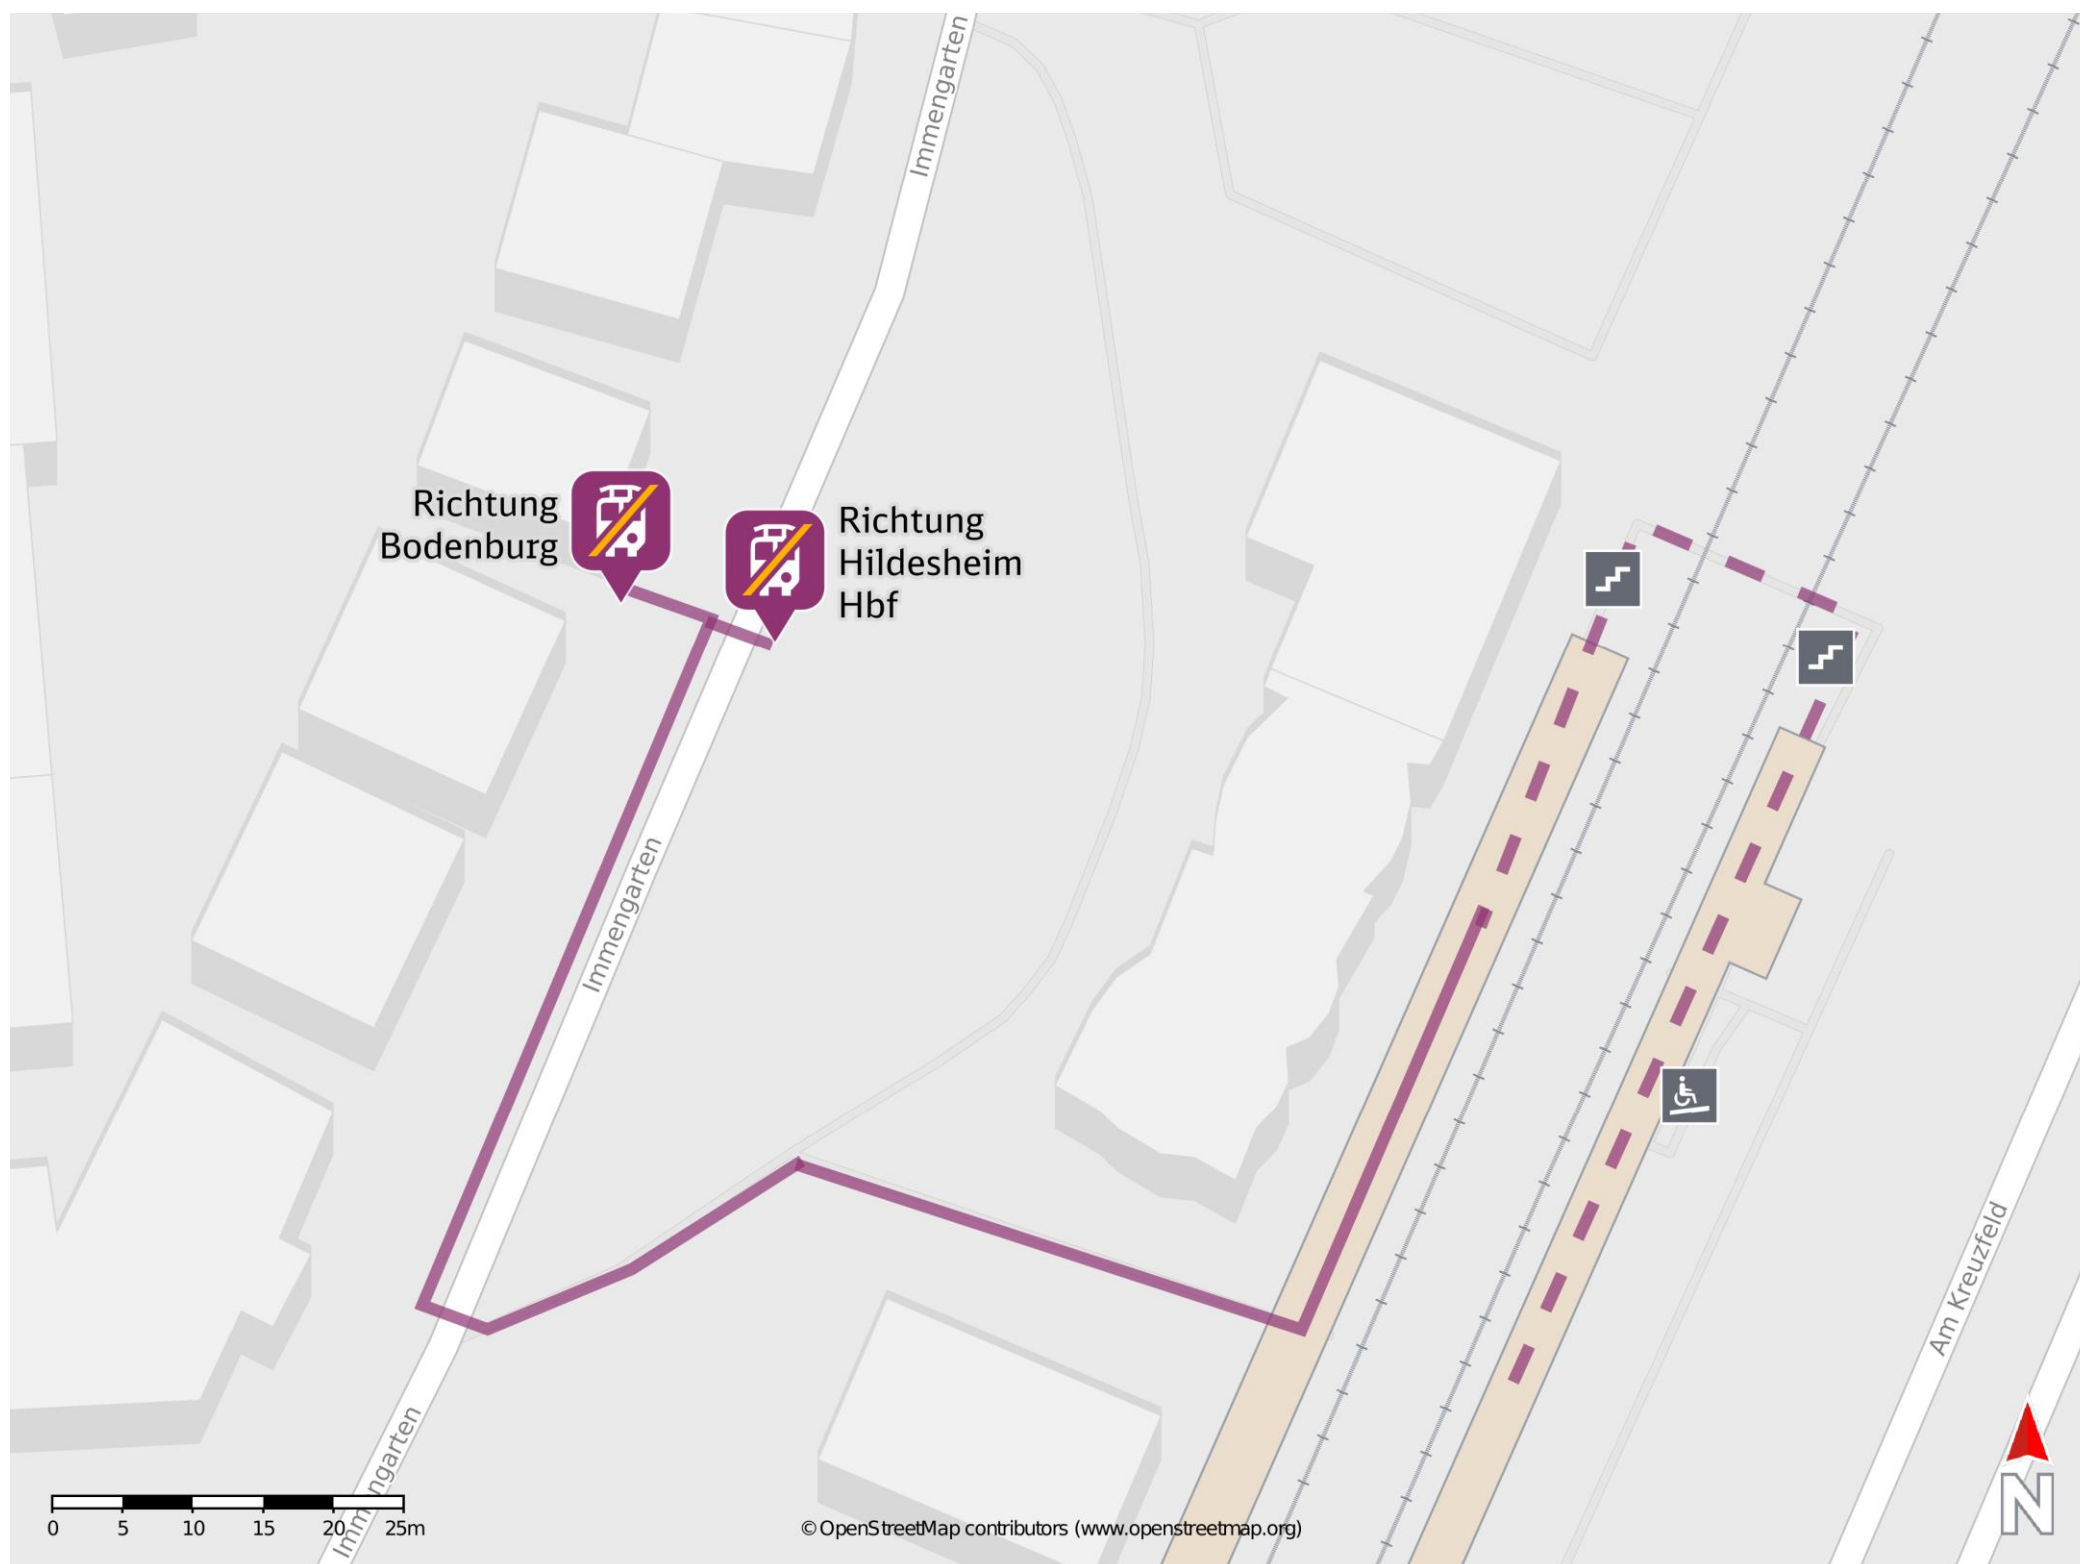 Immengarten
Richtung
Bodenburg
Richtung
Hildesheim
Hbf
Immengarten
Am Kreuzfeld
Immengarten
0 5 10 15 20 25m
© OpenStreetMap contributors (www.openstreetmap.org)
N